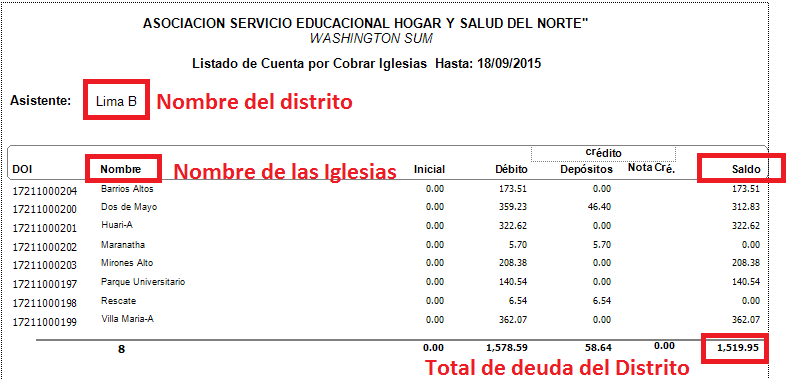 ASOCIACION SERVICIO EDUCACIONAL HOGAR Y SALUD DEL NORTE"
WASHINGTON SUM
Listado de Cuenta por Cobrar Iglesias Hasta: 18/09/2015
Asistente: Lima B Nombre del distrito
crédito
DOI Nombre Nombre de las Iglesias Inicial Débito Depósitos Nota Cré. Saldo
17211000204 Barrios Altos 0.00 173.51 0.00 173.51
17211000200 Dos de Mayo 0.00 359.23 46.40 312.83
17211000201 Huari-A 0.00 322.62 0.00 322.62
17211000202 Maranatha 0.00 5.70 5.70 0.00
17211000203 Mirones Alto 0.00 208.38 0.00 208.38
17211000197 Parque Universitario 0.00 140.54 0.00 140.54
17211000198 Rescate 0.00 6.54 6.54 0.00
17211000199 Villa Maria-A 0.00 362.07 0.00 362.07
8 0.00 1,578.59 58.64 0.00 1,519.95
Total de deuda del Distrito